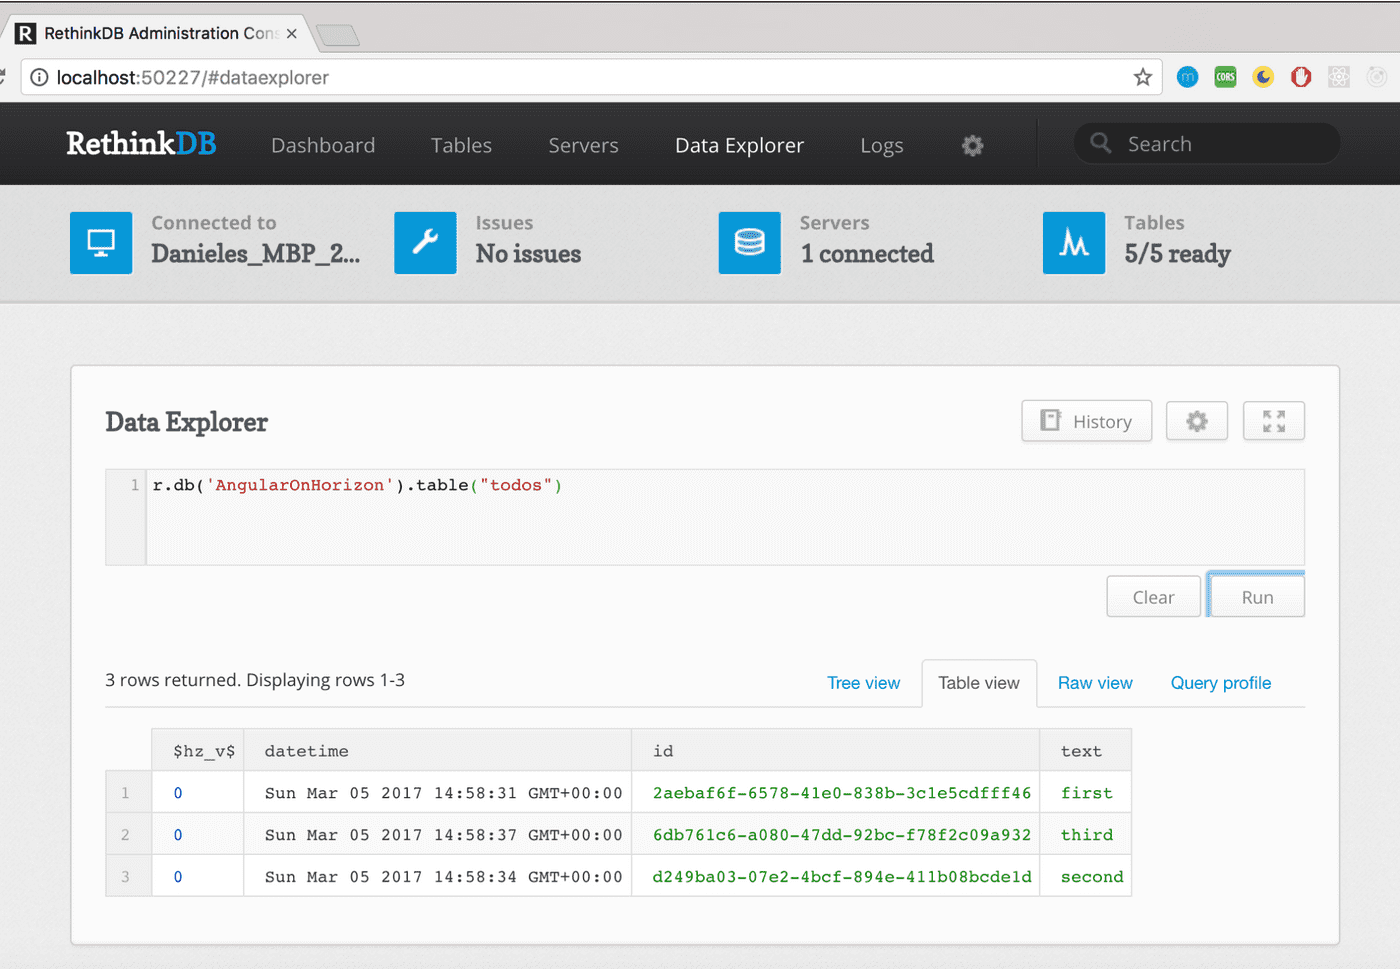 RethinkDB Administration Cons
localhost:50227/#dataexplorer
CORS
RethinkDB Dashboard Tables Servers Data Explorer Logs Search
Connected to Issues Servers Tables
Danieles_MBP_2... No issues 1 connected 5/5 ready
Data Explorer History
1 r.db('AngularOnHorizon').table("todos")
Clear Run
3 rows returned. Displaying rows 1-3 Tree view Table view Raw view Query profile
$hz_v$ datetime id text
1 0 Sun Mar 05 2017 14:58:31 GMT+00:00 2aebaf6f-6578-41e0-838b-3c1e5cdfff46 first
2 0 Sun Mar 05 2017 14:58:37 GMT+00:00 6db761c6-a080-47dd-92bc-f78f2c09a932 third
3 0 Sun Mar 05 2017 14:58:34 GMT+00:00 d249ba03-07e2-4bcf-894e-411b08bcde1d second